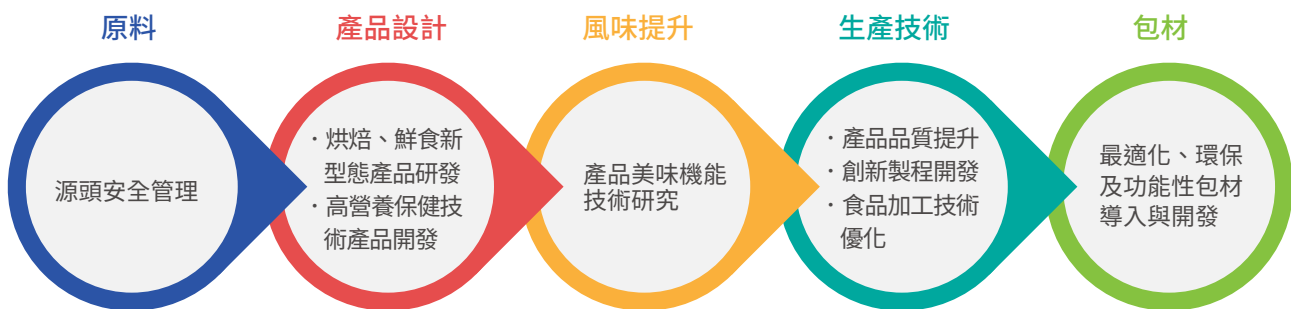 原料
源頭安全管理
產品設計
・烘焙、鮮食新
型態產品研發
・高營養保健技
術產品開發
風味提升
產品美味機能
技術研究
生產技術
・產品品質提升
・創新製程開發
・食品加工技術
優化
包材
最適化、環保
及功能性包材
導入與開發